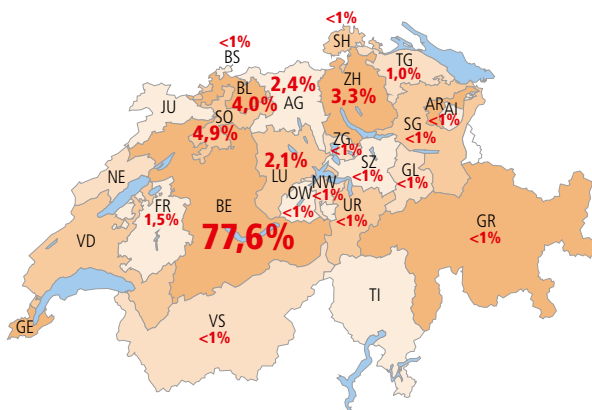 <1%
SH
<1%
BS
TG
1,0%
ZH
3,3%
2,4%
AG
BL
4,0%
JU
SO
4,9%
AR
AI
<1%
SG
<1%
ZG
<1%
SZ
<1%
GL
<1%
2,1%
LU
NW
<1%
OW
<1%
UR
<1%
NE
FR
1,5%
BE
77,6%
VD
GR
<1%
TI
VS
<1%
GE